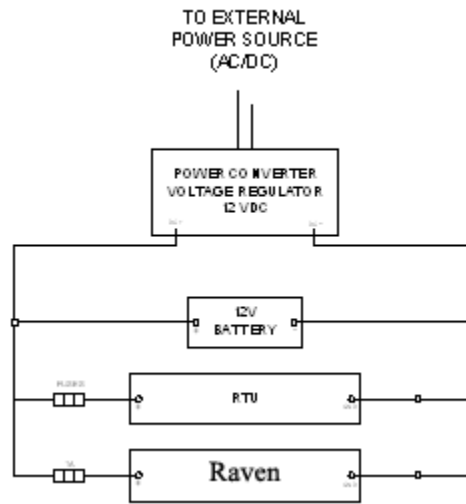 TO EXTERNAL
POWER SOURCE
(AC/DC)
POWER CONVERTER
VOLTAGE REGULATOR
12 VDC
12V
BATTERY
RTU
Raven